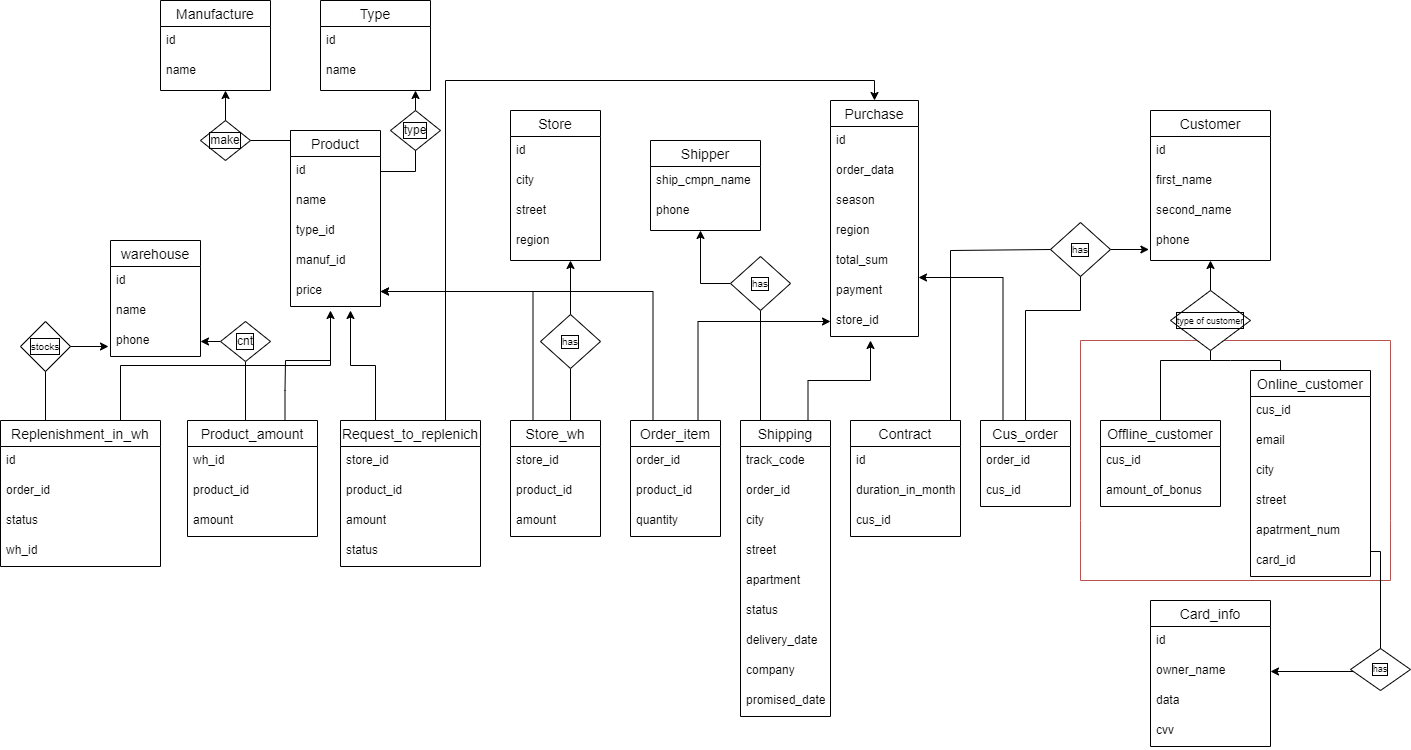 Manufacture
id
name
Type
id
name
make
type
Product
id
name
type_id
manuf_id
price
Store
id
city
street
region
Shipper
ship_cmpn_name
phone
Purchase
id
order_data
season
region
total_sum
payment
store_id
Customer
id
first_name
second_name
phone
warehouse
id
name
phone
stocks
cnt
has
has
has
type of customer
Replenishment_in_wh
id
order_id
status
wh_id
Product_amount
wh_id
product_id
amount
Request_to_replenich
store_id
product_id
amount
status
Store_wh
store_id
product_id
amount
Order_item
order_id
product_id
quantity
Shipping
track_code
order_id
city
street
apartment
status
delivery_date
company
promised_date
Contract
id
duration_in_month
cus_id
Cus_order
order_id
cus_id
Offline_customer
cus_id
amount_of_bonus
Online_customer
cus_id
email
city
street
apatrment_num
card_id
Card_info
id
owner_name
data
cvv
has